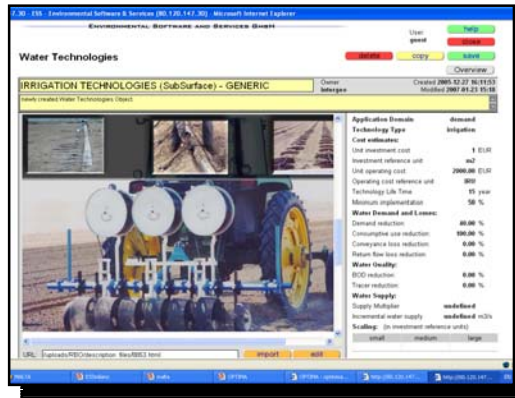 7.30 - ESS - Environmental Software & Services (80.120.147.30) - Microsoft Internet Explorer
ENVIRONMENTAL SOFTWARE AND SERVICES GMBH
User:
guest
help
close
Water Technologies
delete
copy
save
Overview
IRRIGATION TECHNOLOGIES (SubSurface) - GENERIC
Owner
Created 2005-12-27 16:11:53
Modified 2007-01-23 15:18
newly created Water Technologies Object
Application Domain demand
Technology Type irrigation
Cost estimates:
Unit investment cost 1 EUR
Investment reference unit m2
Unit operating cost 2000.00 EUR
Operating cost reference unit
Technology Life Time 15 year
Minimum implementation 50 %
Water Demand and Losses:
Demand reduction: 40.00 %
Consumptive use reduction: 100.00 %
Conveyance loss reduction: 0.00 %
Return flow loss reduction: 0.00 %
Water Quality:
BOD reduction: 0.00 %
Tracer reduction: 0.00 %
Water Supply:
Supply Multiplier undefined
Incremental water supply undefined m3/s
Scaling: (in investment reference units)
small medium large
URL:
import
edit